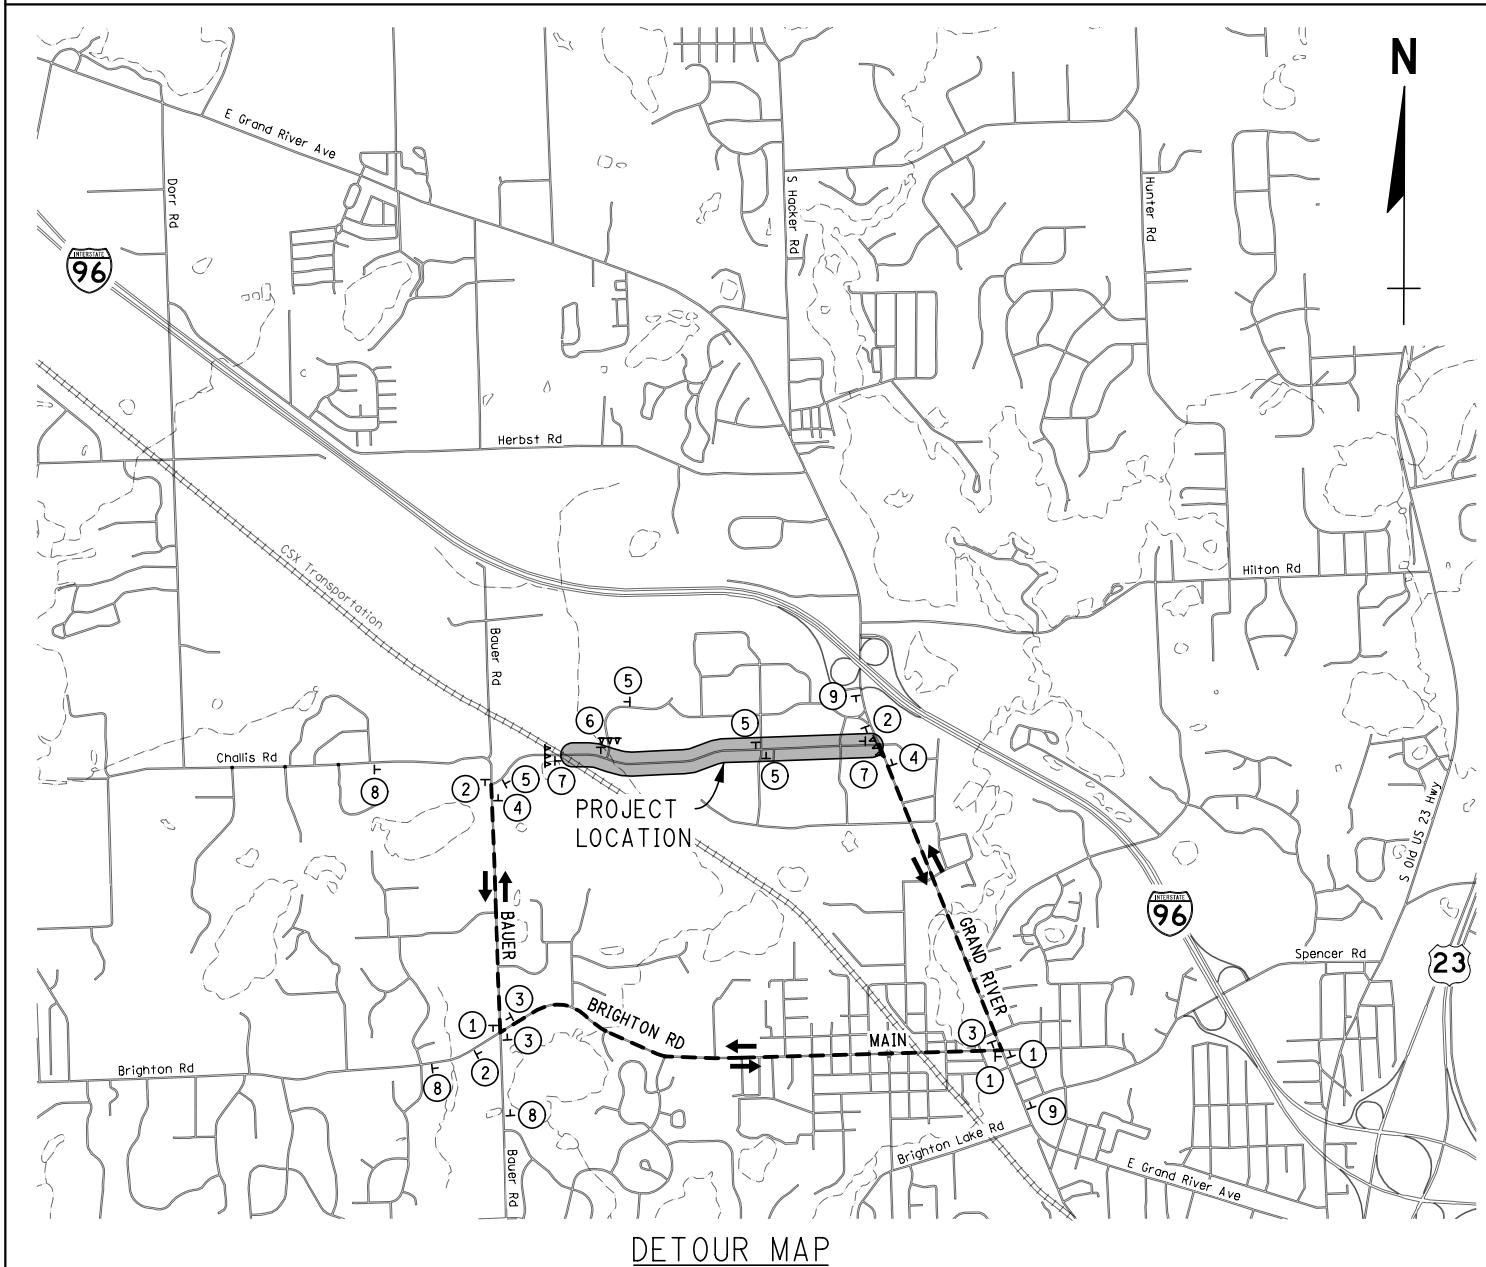 N
E Grand River Ave
Dorr Rd
S Hacker Rd
Hunter Rd
INTERSTATE
96
Herbst Rd
CSX Transportation
Hilton Rd
Bauer Rd
5
9
6
5
2
Challis Rd
7
5
7
4
8
2
5
4
PROJECT
LOCATION
S Old US 23 Hwy
BAUER
GRAND RIVER
INTERSTATE
96
Spencer Rd
23
3
BRIGHTON RD
1
3
3
MAIN
1
Brighton Rd
2
8
1
8
9
Brighton Lake Rd
Bauer Rd
E Grand River Ave
DETOUR MAP